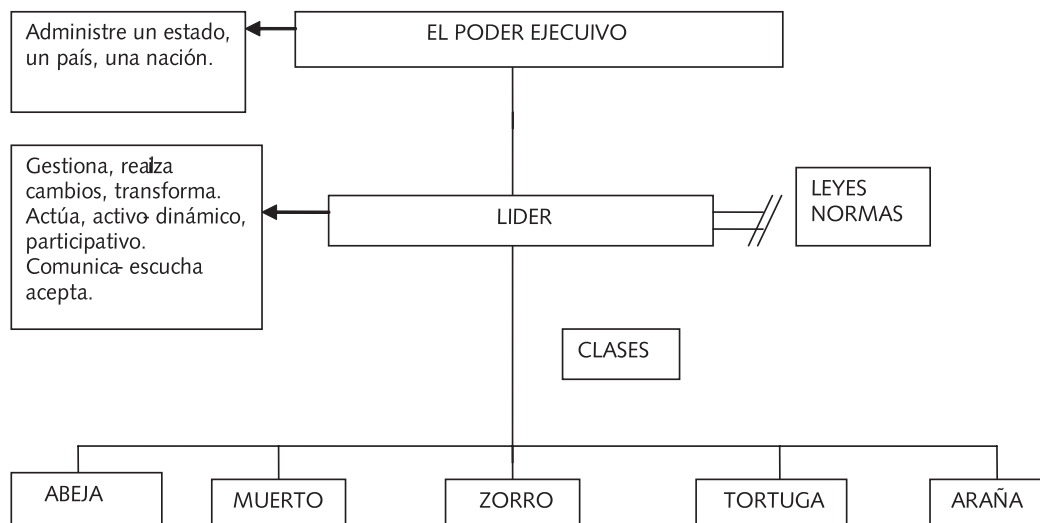 Administre un estado,
un país, una nación.
EL PODER EJECUIVO
Gestiona, realza
cambios, transforma.
Actúa, activo- dinámico,
participativo.
Comunica- escucha
acepta.
LIDER
LEYES
NORMAS
CLASES
ABEJA
MUERTO
ZORRO
TORTUGA
ARAÑA